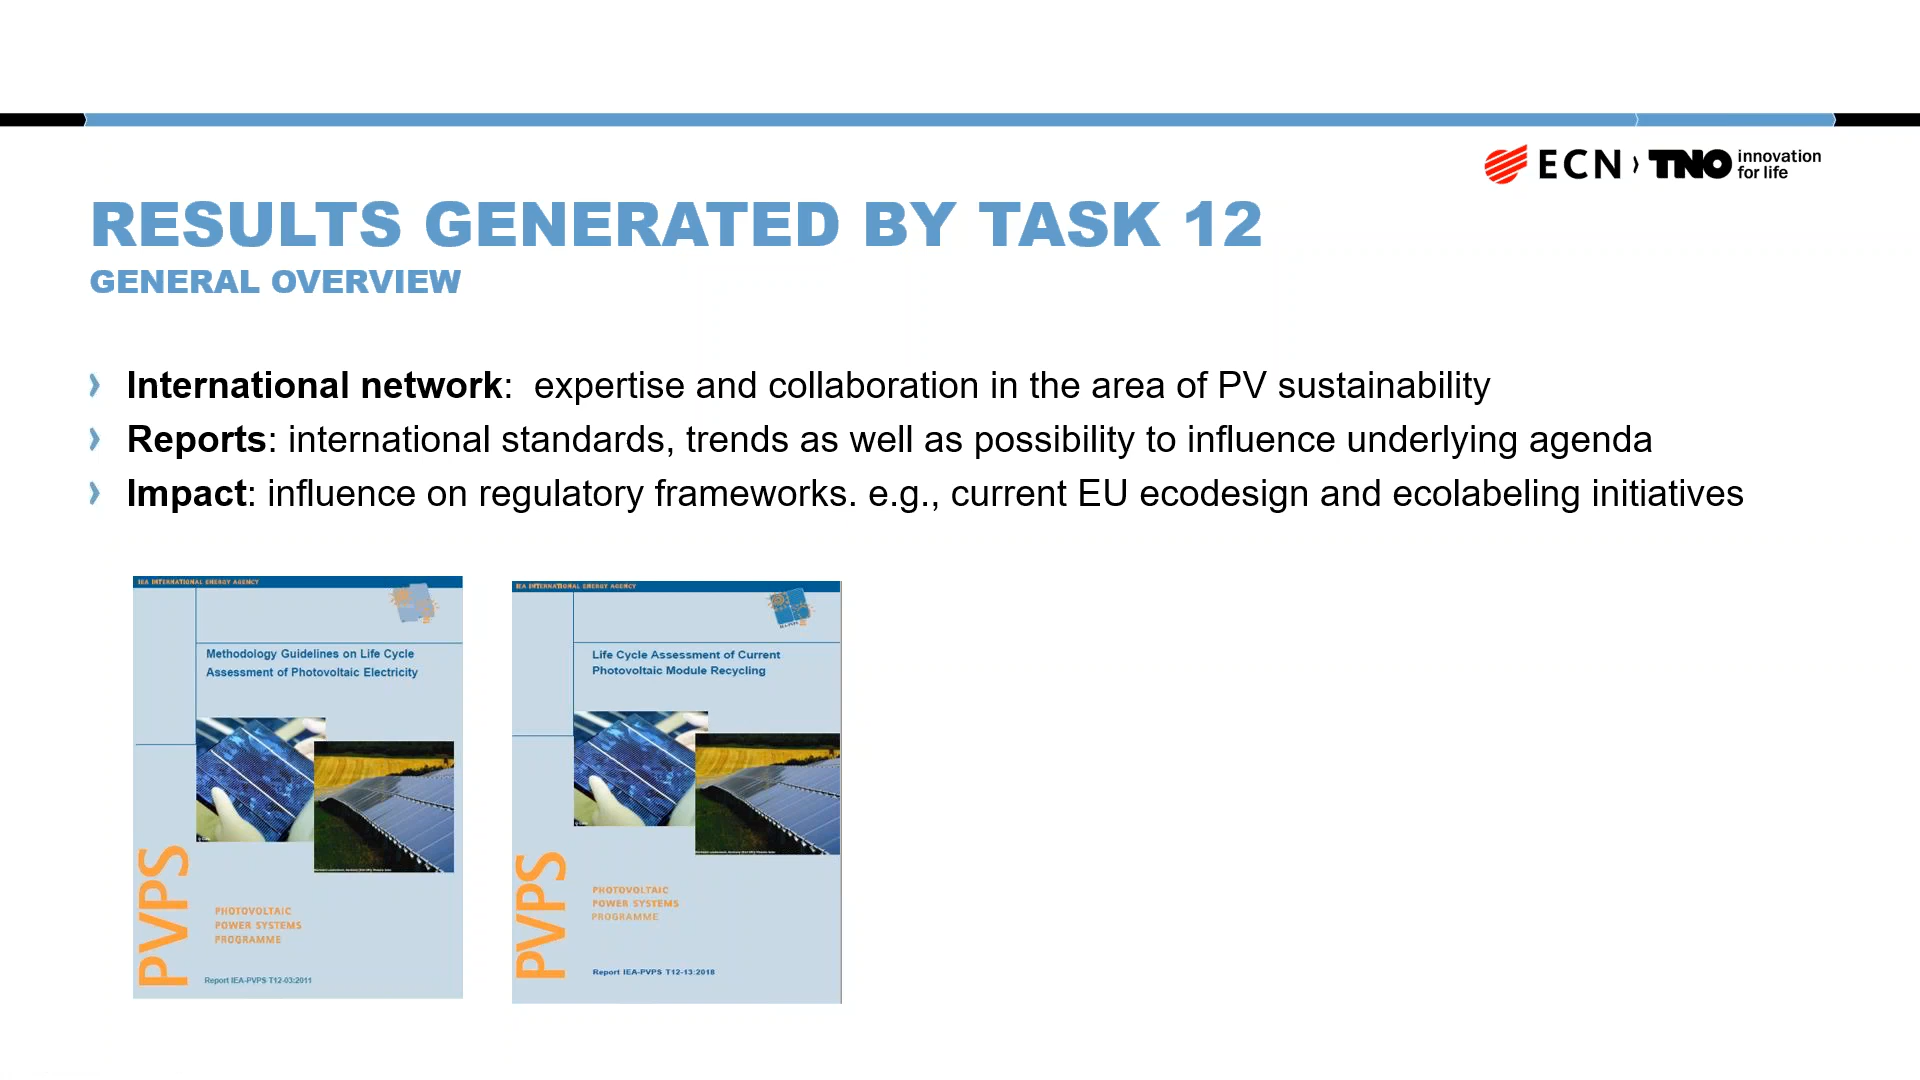 ECN TNO innovation for life
RESULTS GENERATED BY TASK 12
GENERAL OVERVIEW
International network: expertise and collaboration in the area of PV sustainability
Reports: international standards, trends as well as possibility to influence underlying agenda
Impact: influence on regulatory frameworks. e.g., current EU ecodesign and ecolabeling initiatives
IEA INTERNATIONAL ENERGY AGENCY
Methodology Guidelines on Life Cycle
Assessment of Photovoltaic Electricity
PVPS
PHOTOVOLTAIC
POWER SYSTEMS
PROGRAMME
Report IEA-PVPS T12-03:2011
IEA INTERNATIONAL ENERGY AGENCY
Life Cycle Assessment of Current
Photovoltaic Module Recycling
PVPS
PHOTOVOLTAIC
POWER SYSTEMS
PROGRAMME
Report IEA-PVPS T12-13:2018